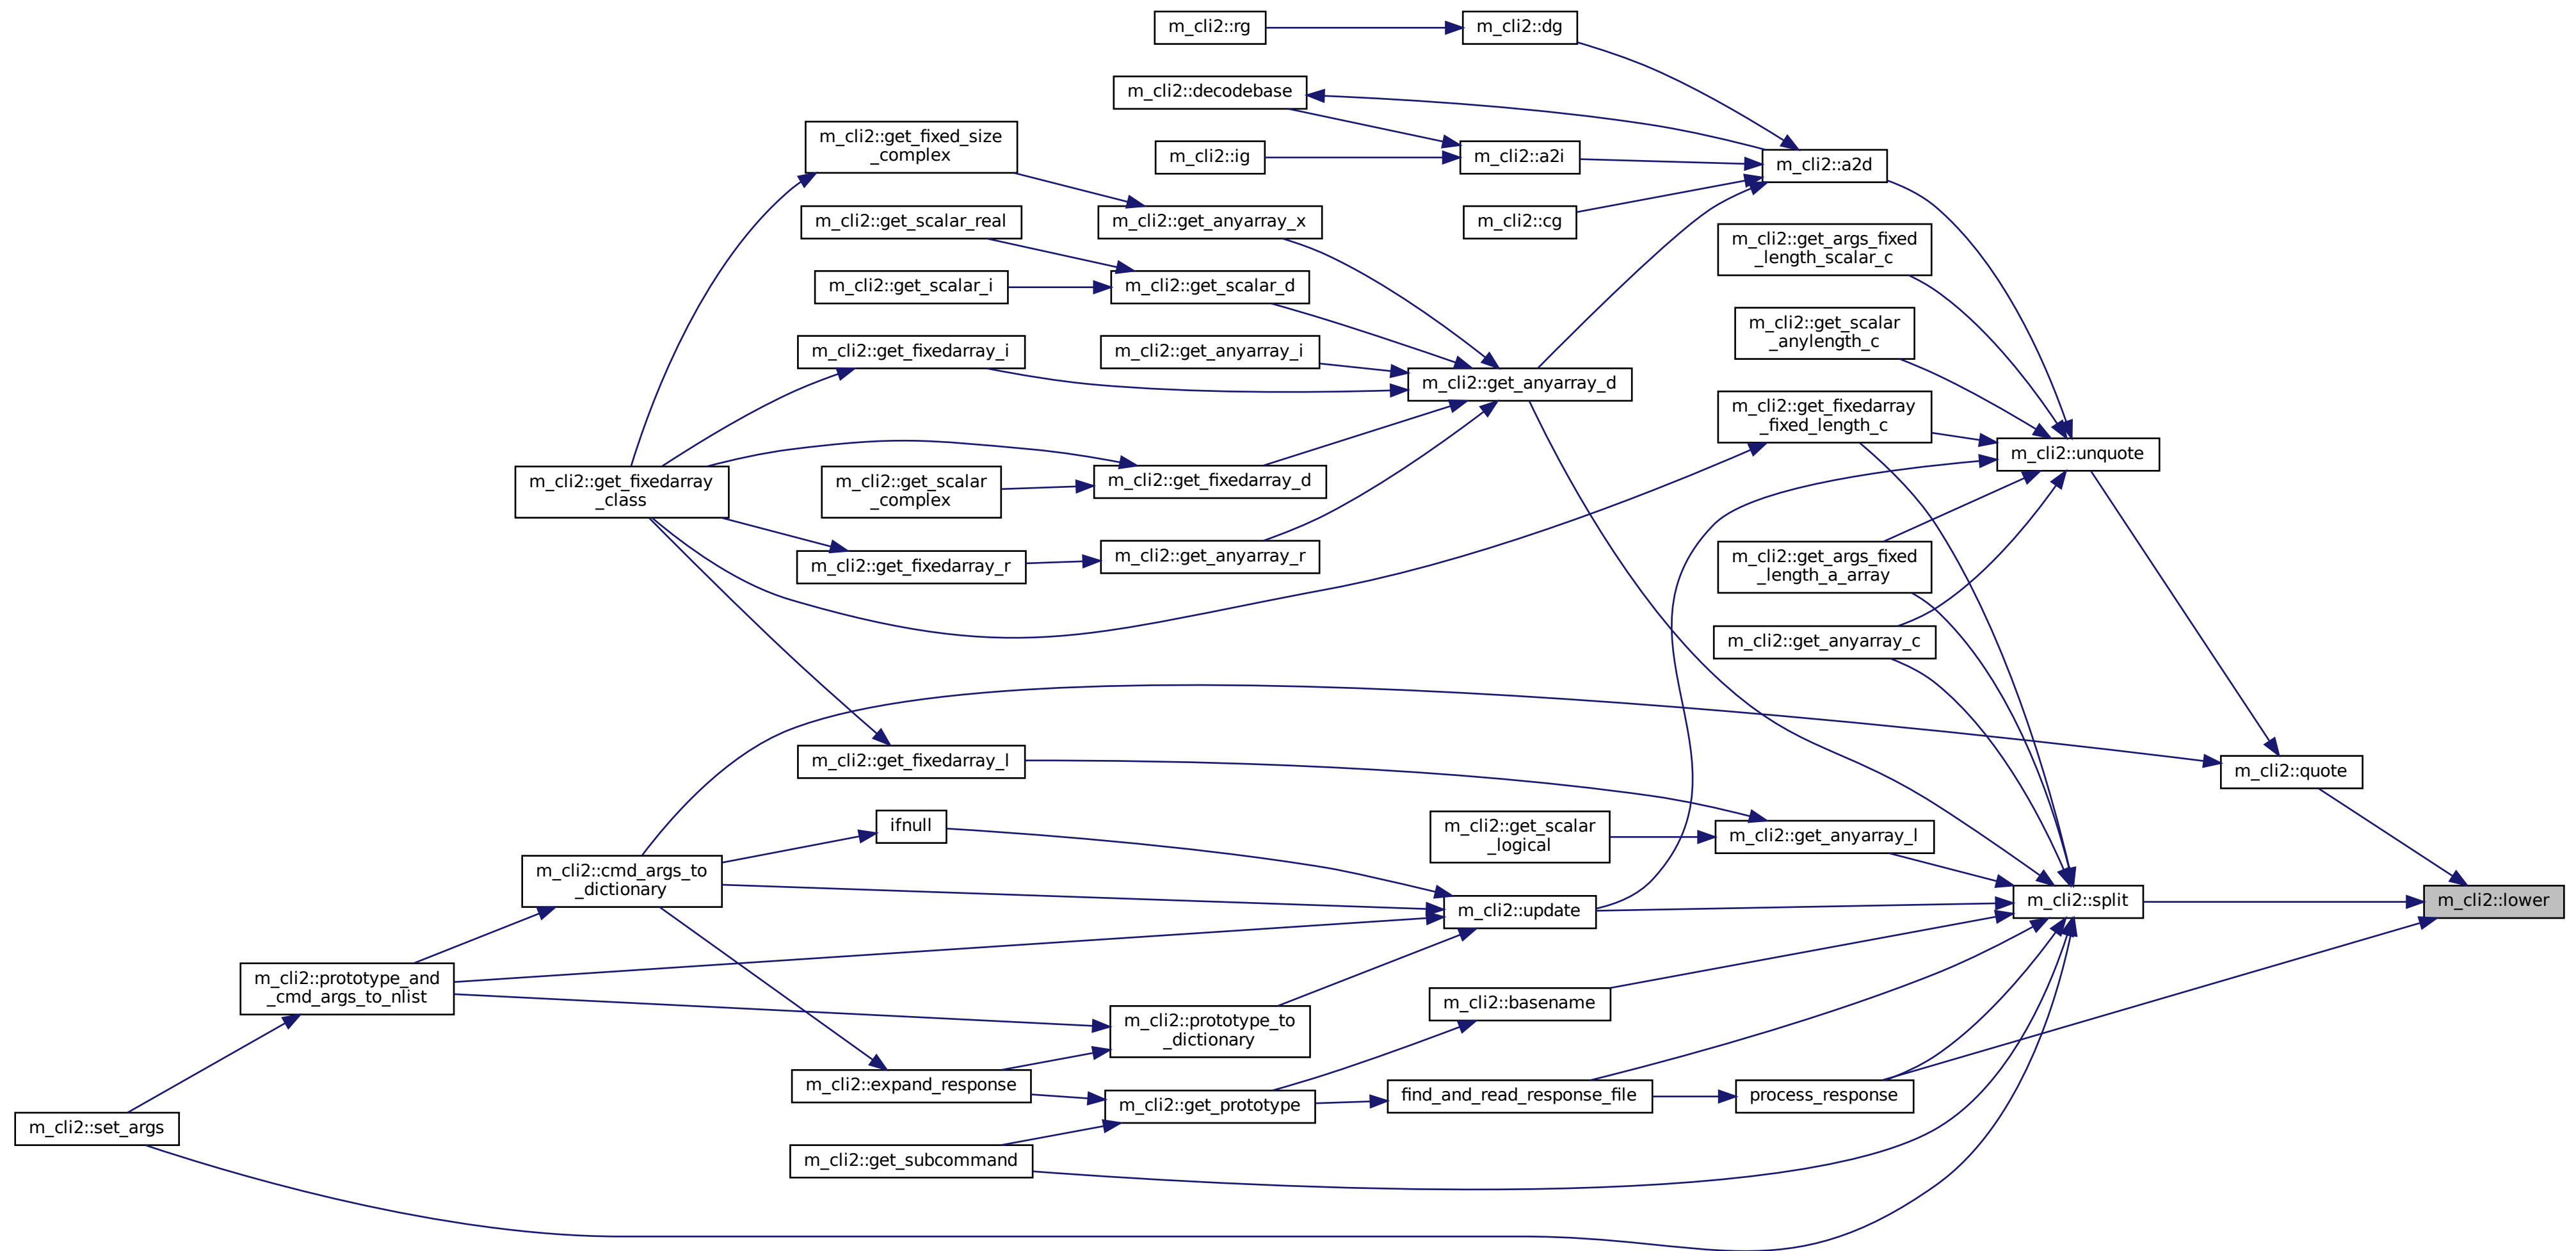 m_cli2::rg
m_cli2::dg
m_cli2::decodebase
m_cli2::get_fixed_size
_complex
m_cli2::ig
m_cli2::a2i
m_cli2::a2d
m_cli2::get_scalar_real
m_cli2::get_anyarray_x
m_cli2::cg
m_cli2::get_args_fixed
_length_scalar_c
m_cli2::get_scalar_i
m_cli2::get_scalar_d
m_cli2::get_scalar
_anylength_c
m_cli2::get_fixedarray_i
m_cli2::get_anyarray_i
m_cli2::get_anyarray_d
m_cli2::get_fixedarray
_fixed_length_c
m_cli2::unquote
m_cli2::get_fixedarray
_class
m_cli2::get_scalar
_complex
m_cli2::get_fixedarray_d
m_cli2::get_fixedarray_r
m_cli2::get_anyarray_r
m_cli2::get_args_fixed
_length_a_array
m_cli2::get_anyarray_c
m_cli2::get_fixedarray_l
m_cli2::quote
ifnull
m_cli2::get_scalar
_logical
m_cli2::get_anyarray_l
m_cli2::cmd_args_to
_dictionary
m_cli2::update
m_cli2::split
m_cli2::lower
m_cli2::prototype_and
_cmd_args_to_nlist
m_cli2::basename
m_cli2::prototype_to
_dictionary
m_cli2::expand_response
m_cli2::get_prototype
find_and_read_response_file
process_response
m_cli2::set_args
m_cli2::get_subcommand